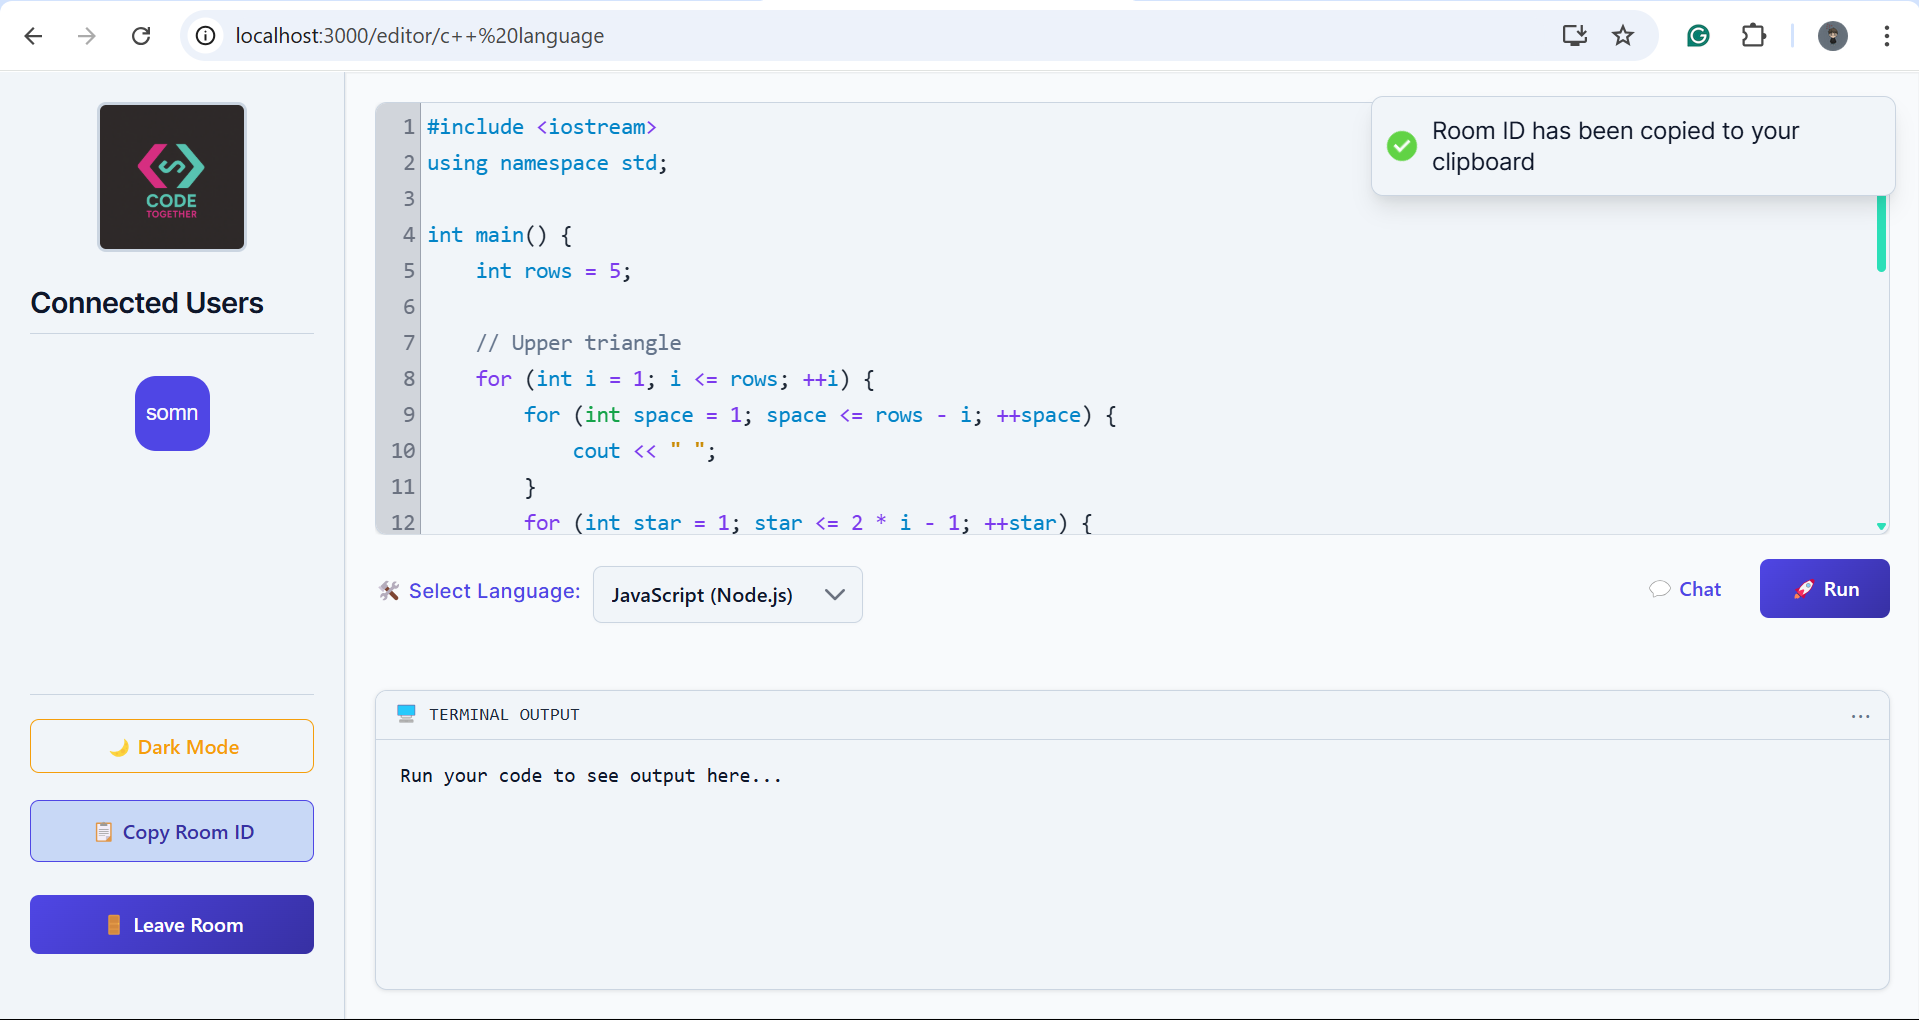 localhost:3000/editor/c++%20language
CODE
TOGETHER
Connected Users
somn
Dark Mode
Copy Room ID
Leave Room
1 #include <iostream>
2 using namespace std;
3
4 int main() {
5     int rows = 5;
6
7     // Upper triangle
8     for (int i = 1; i <= rows; ++i) {
9         for (int space = 1; space <= rows - i; ++space) {
10             cout << " ";
11         }
12         for (int star = 1; star <= 2 * i - 1; ++star) {
Room ID has been copied to your
clipboard
Select Language: JavaScript (Node.js)
Chat
Run
TERMINAL OUTPUT
...
Run your code to see output here...